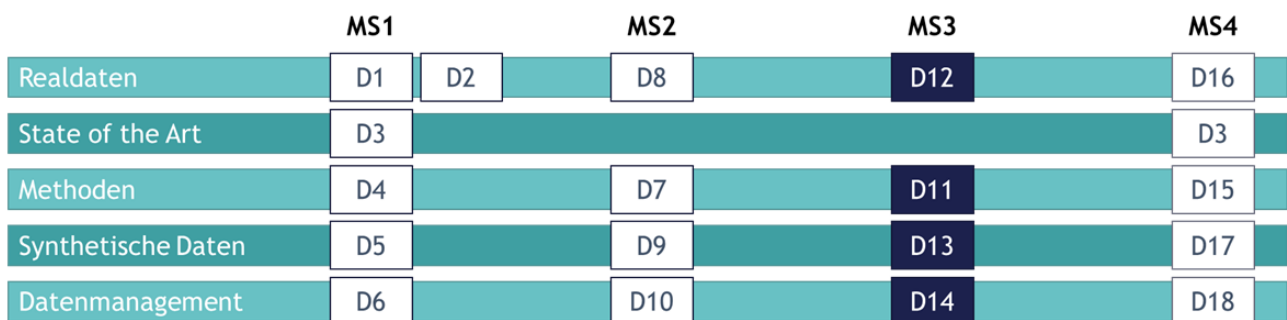 MS1 MS2 MS3 MS4
Realdaten D1 D2 D8 D12 D16
State of the Art D3 D3
Methoden D4 D7 D11 D15
Synthetische Daten D5 D9 D13 D17
Datenmanagement D6 D10 D14 D18